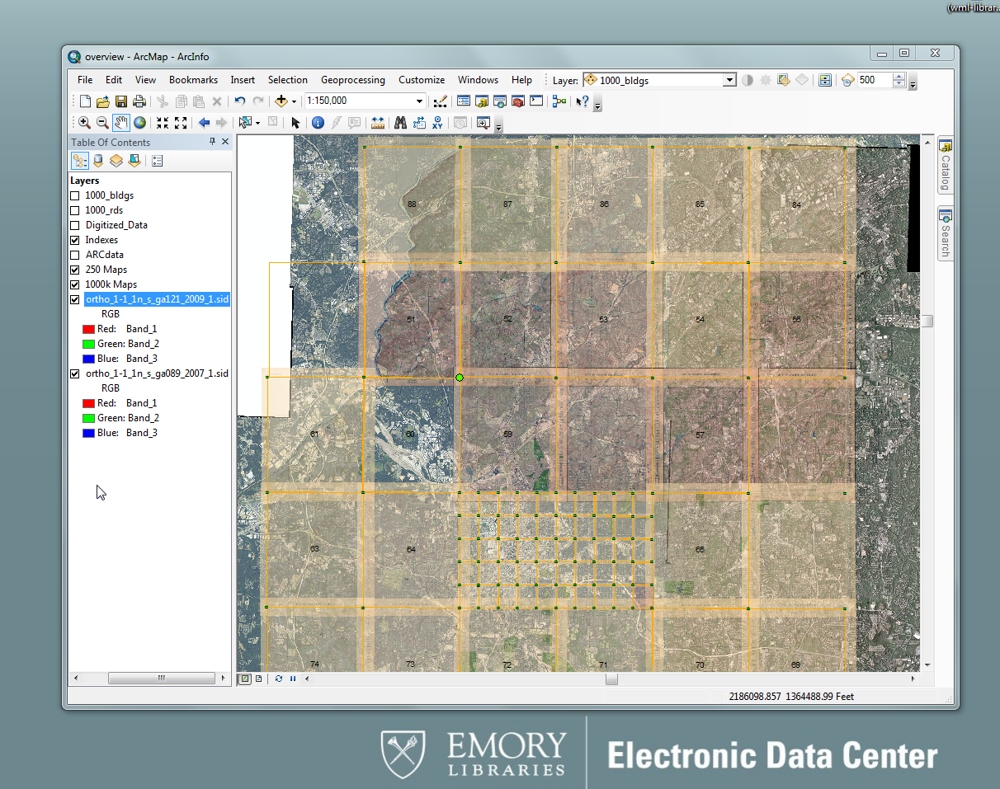 (wml-librar...
overview - ArcMap - ArcInfo
File Edit View Bookmarks Insert Selection Geoprocessing Customize Windows Help Layer: 1000_bldgs 500
1:150,000
XY
Table Of Contents
Layers
1000_bldgs
1000_rds
Digitized_Data
Indexes
ARCdata
250 Maps
1000k Maps
ortho_1-1_1n_s_ga121_2009_1.sid
RGB
Red: Band_1
Green: Band_2
Blue: Band_3
ortho_1-1_1n_s_ga089_2007_1.sid
RGB
Red: Band_1
Green: Band_2
Blue: Band_3
88 87 86 85 84
51 52 53 54 55
61 60 59 57
63 64 65
74 73 72 71 70 69
Catalog
Search
2186098.857 1364488.99 Feet
EMORY
LIBRARIES
Electronic Data Center